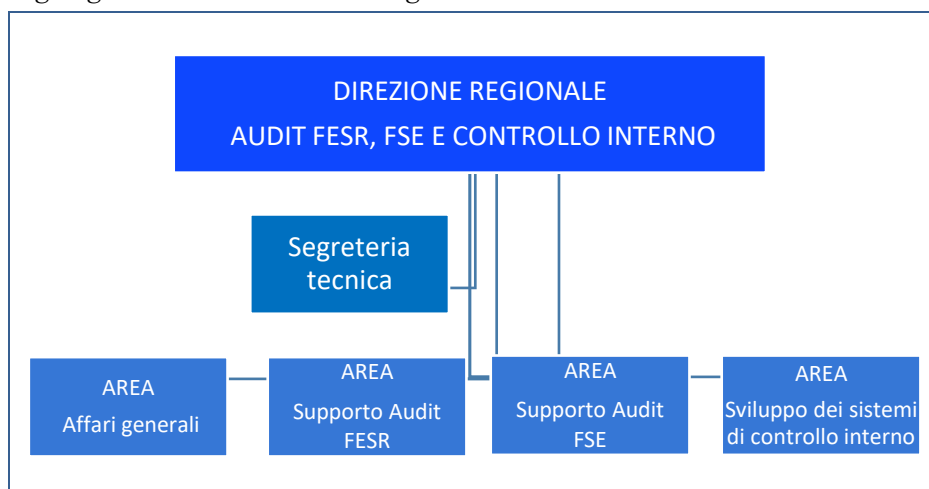 DIREZIONE REGIONALE
AUDIT FESR, FSE E CONTROLLO INTERNO
Segreteria
tecnica
AREA
Affari generali
AREA
Supporto Audit
FESR
AREA
Supporto Audit
FSE
AREA
Sviluppo dei sistemi
di controllo interno